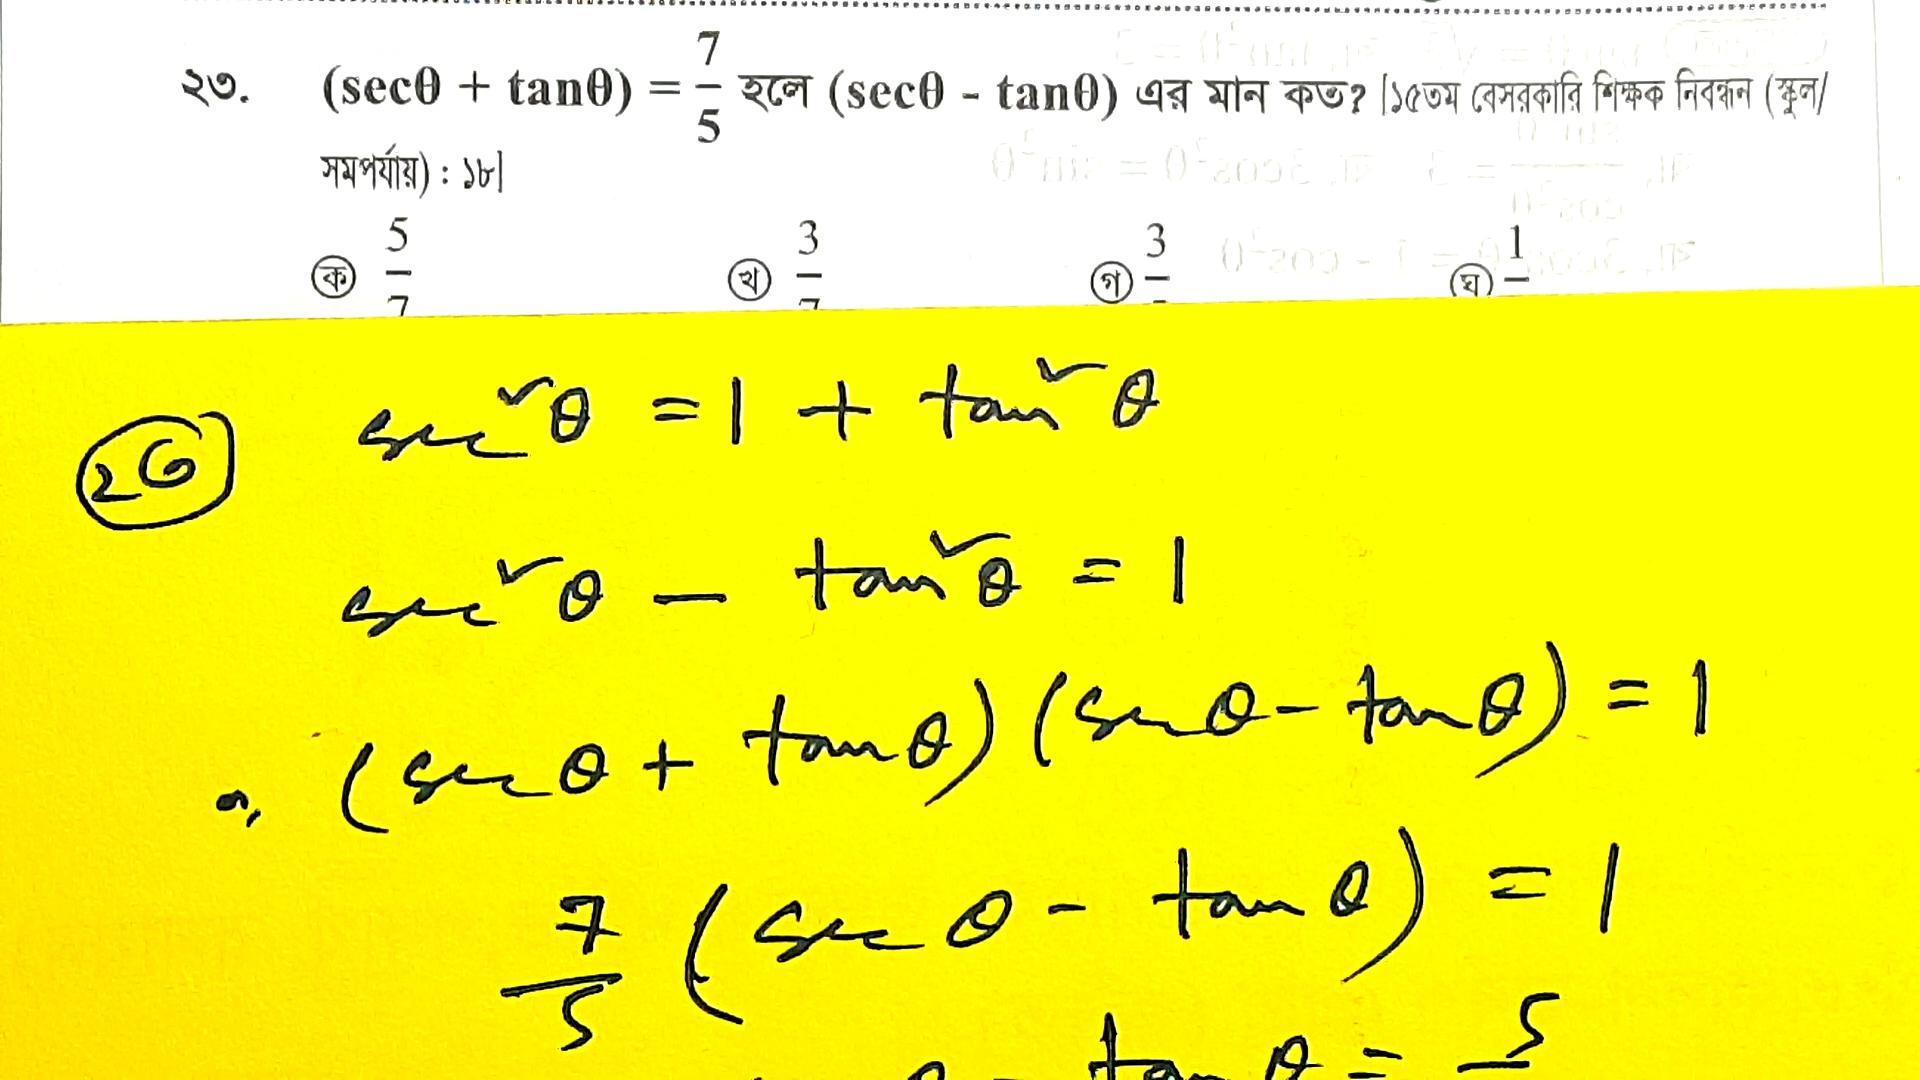 ২৩. (secθ + tanθ) = 7/5 হলে (secθ - tanθ) এর মান কত? [১৫তম বেসরকারি শিক্ষক নিবন্ধন (স্কুল/
সমপর্যায়) : ১৮]
ক 5/7 খ 3/7 গ 3/ ঘ 1/
২৩ sec²θ = 1 + tan²θ
sec²θ - tan²θ = 1
বা, (secθ + tanθ) (secθ - tanθ) = 1
7/5 (secθ - tanθ) = 1
θ - tanθ = 5/